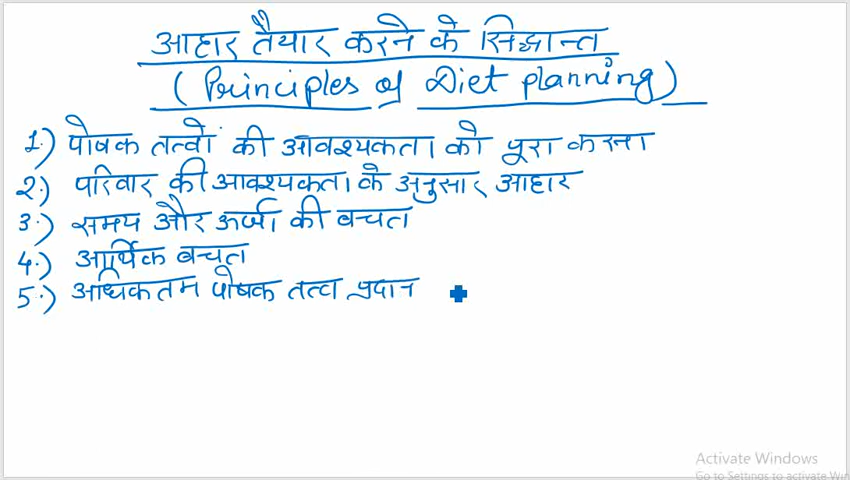 आहार तैयार करने के सिद्धान्त
(Principles of Diet planning)
1.) पोषक तत्वों की आवश्यकता को पूरा करना
2.) परिवार की आवश्यकता के अनुसार आहार
3.) समय और ऊर्जा की बचत
4.) आर्थिक बचत
5.) अधिकतम पोषक तत्व प्रदान
Activate Windows
Go to Settings to activate Win